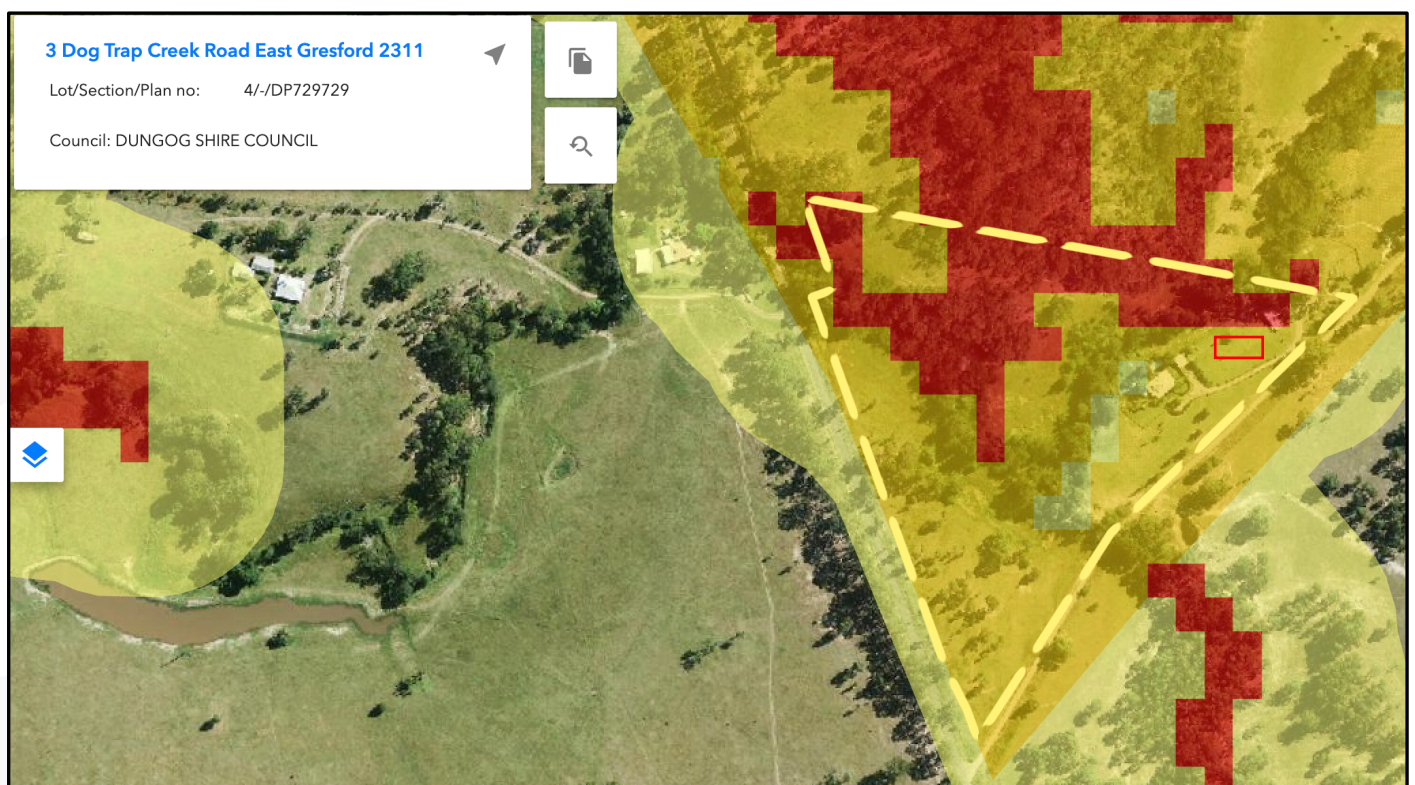 3 Dog Trap Creek Road East Gresford 2311
Lot/Section/Plan no: 4/-/DP729729
Council: DUNGOG SHIRE COUNCIL